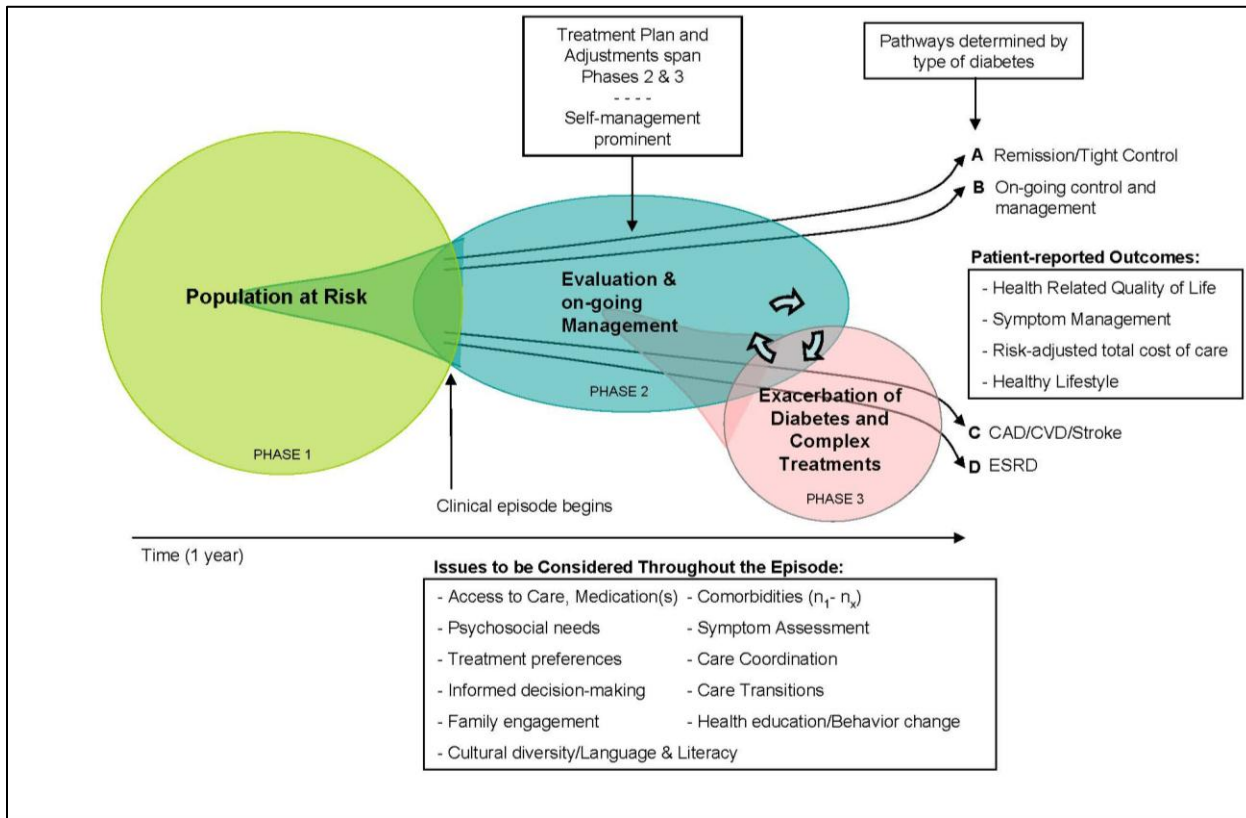 Treatment Plan and
Adjustments span
Phases 2 & 3
- - - -
Self-management
prominent
Pathways determined by
type of diabetes
A Remission/Tight Control
B On-going control and
management
Population at Risk
PHASE 1
Evaluation &
on-going
Management
PHASE 2
Exacerbation of
Diabetes and
Complex
Treatments
PHASE 3
Patient-reported Outcomes:
- Health Related Quality of Life
- Symptom Management
- Risk-adjusted total cost of care
- Healthy Lifestyle
C CAD/CVD/Stroke
D ESRD
Clinical episode begins
Time (1 year)
Issues to be Considered Throughout the Episode:
- Access to Care, Medication(s) - Comorbidities (n₁- nₓ)
- Psychosocial needs - Symptom Assessment
- Treatment preferences - Care Coordination
- Informed decision-making - Care Transitions
- Family engagement - Health education/Behavior change
- Cultural diversity/Language & Literacy